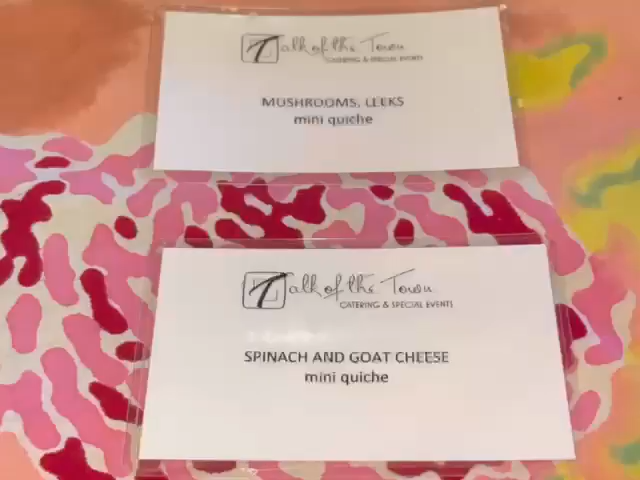 Talk of the Town
CATERING & SPECIAL EVENTS
MUSHROOMS, LEEKS
mini quiche
Talk of the Town
CATERING & SPECIAL EVENTS
SPINACH AND GOAT CHEESE
mini quiche